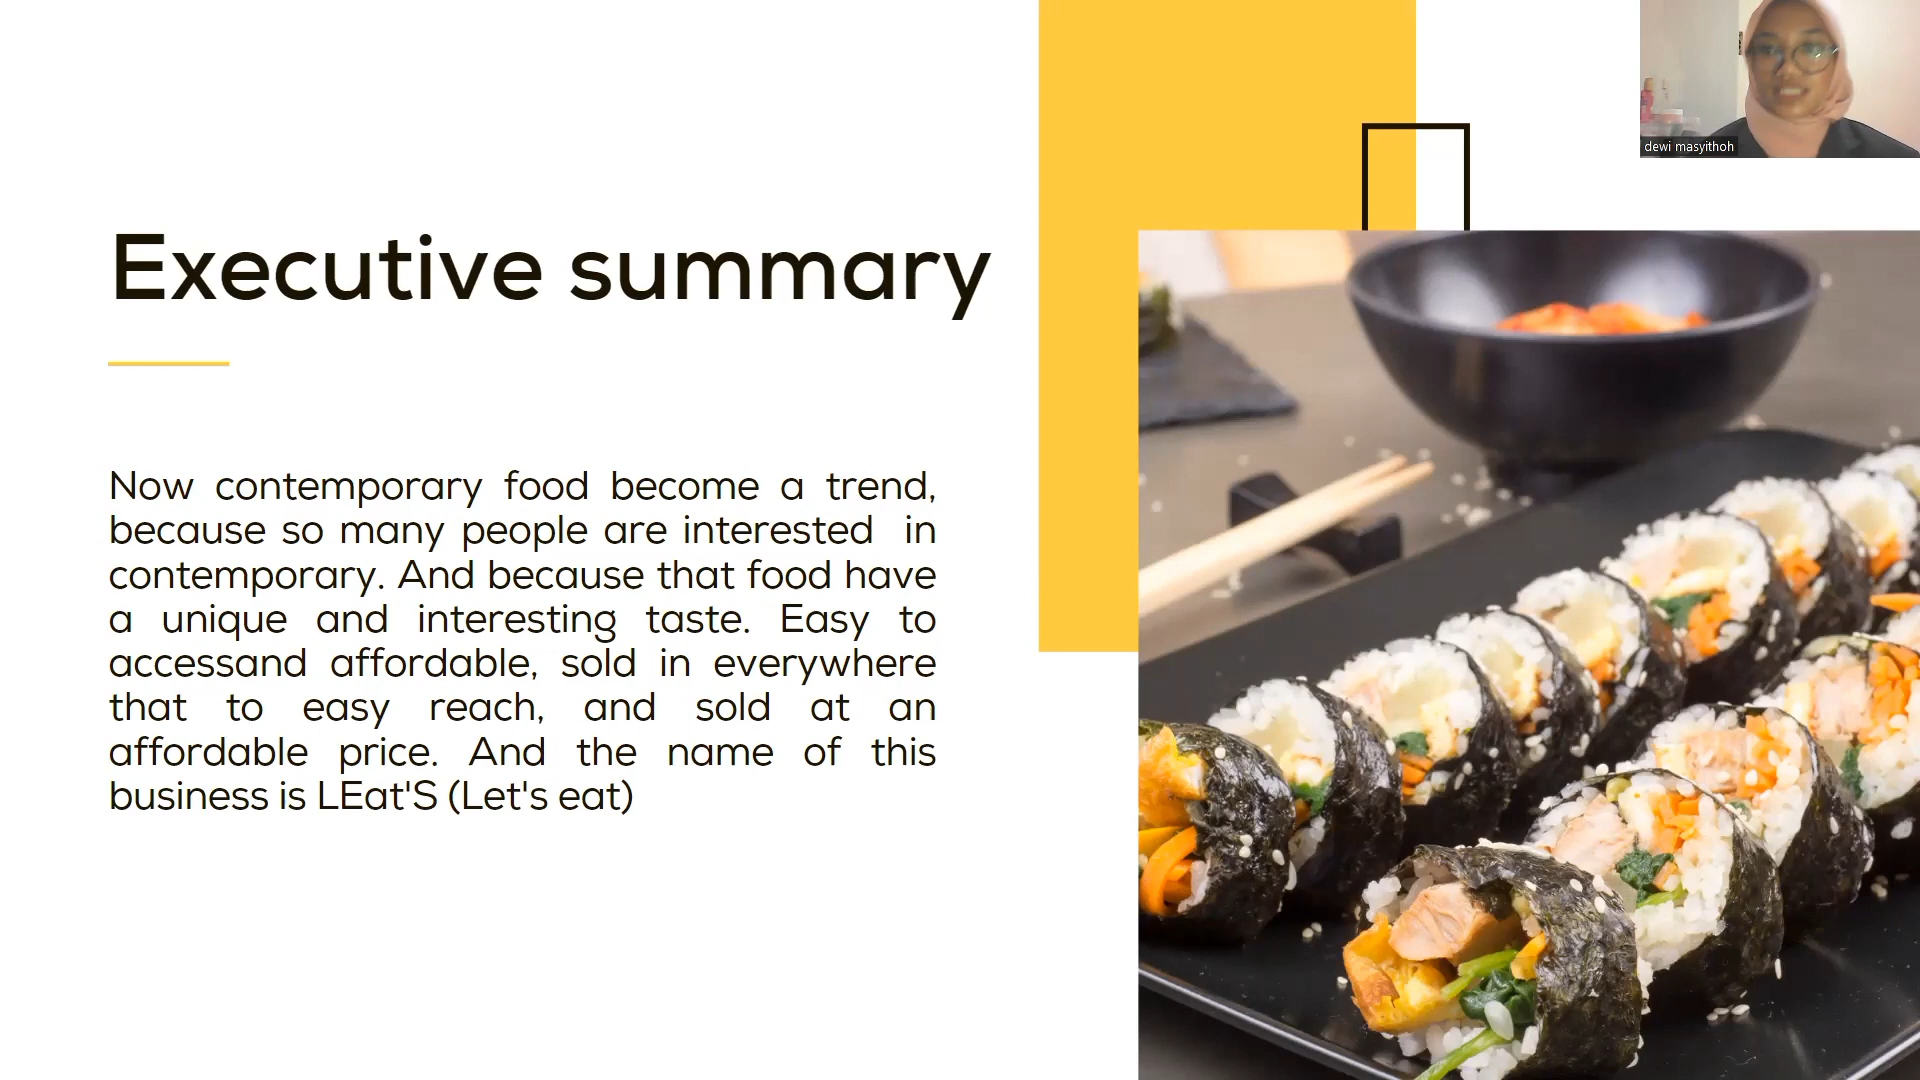 dewi masyithoh
Executive summary
Now contemporary food become a trend,
because so many people are interested in
contemporary. And because that food have
a unique and interesting taste. Easy to
accessand affordable, sold in everywhere
that to easy reach, and sold at an
affordable price. And the name of this
business is LEat'S (Let's eat)